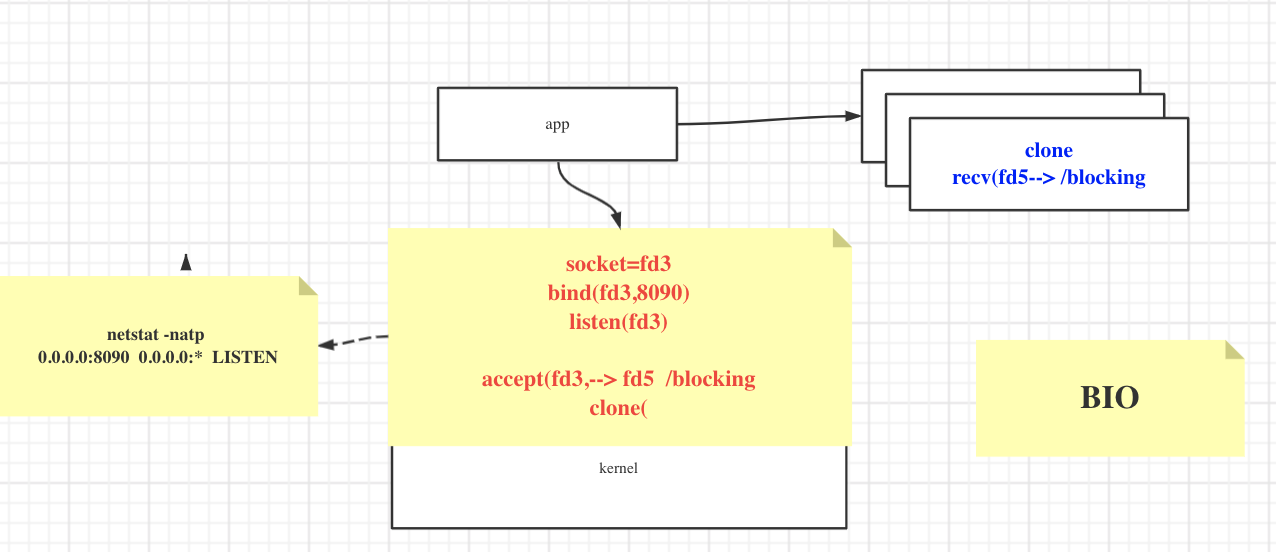 app
clone
recv(fd5--> /blocking
socket=fd3
bind(fd3,8090)
listen(fd3)
accept(fd3,--> fd5  /blocking
clone(
netstat -natp
0.0.0.0:8090  0.0.0.0:*  LISTEN
BIO
kernel